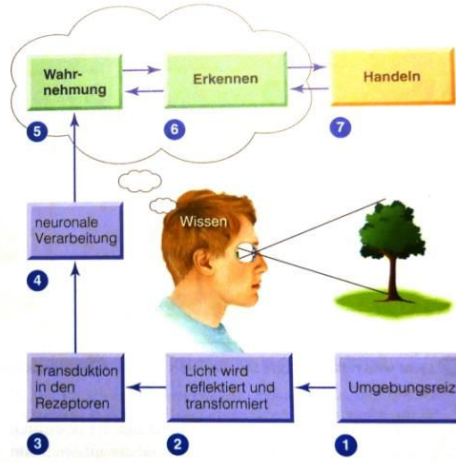 Wahr-
nehmung
Erkennen
Handeln
5
6
7
neuronale
Verarbeitung
4
Wissen
Transduktion
in den
Rezeptoren
Licht wird
reflektiert und
transformiert
Umgebungsreiz
3
2
1